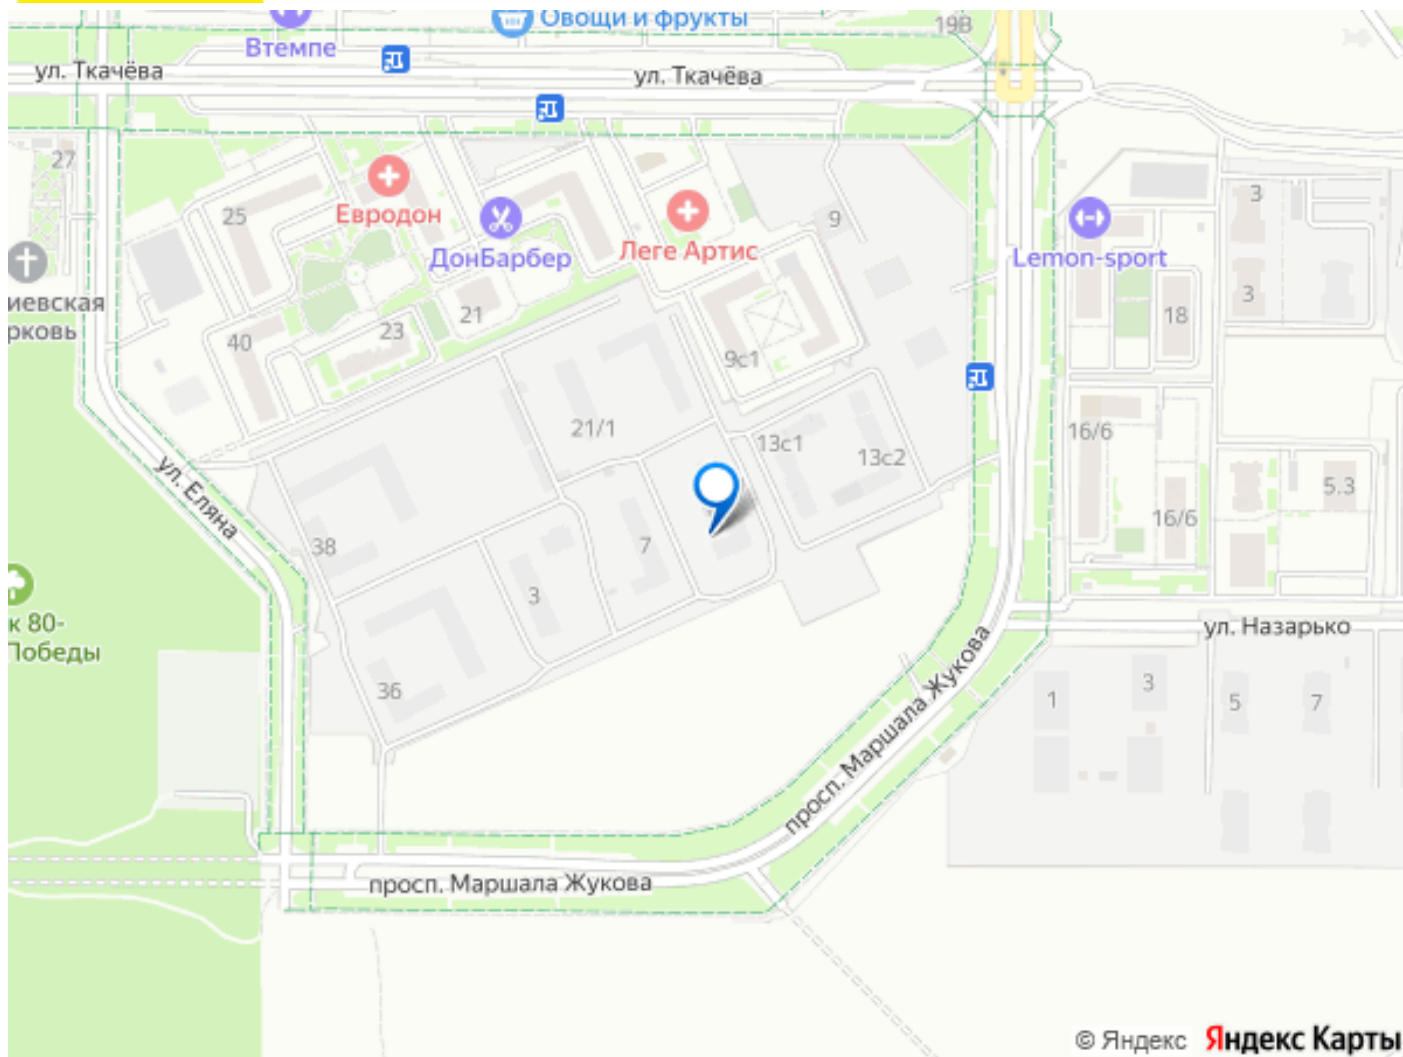 Овощи и фрукты
19В
Втемпе
ул. Ткачёва
ул. Ткачёва
27
25
Евродон
ДонБарбер
Леге Артис
9
Lemon-sport
3
3
18
иевская
рковь
21
23
40
9с1
21/1
13с1
13с2
16/6
5.3
16/6
ул. Еляна
38
7
3
36
к 80-
Победы
ул. Назарько
1
3
5
7
просп. Маршала Жукова
просп. Маршала Жукова
© Яндекс Яндекс Карты